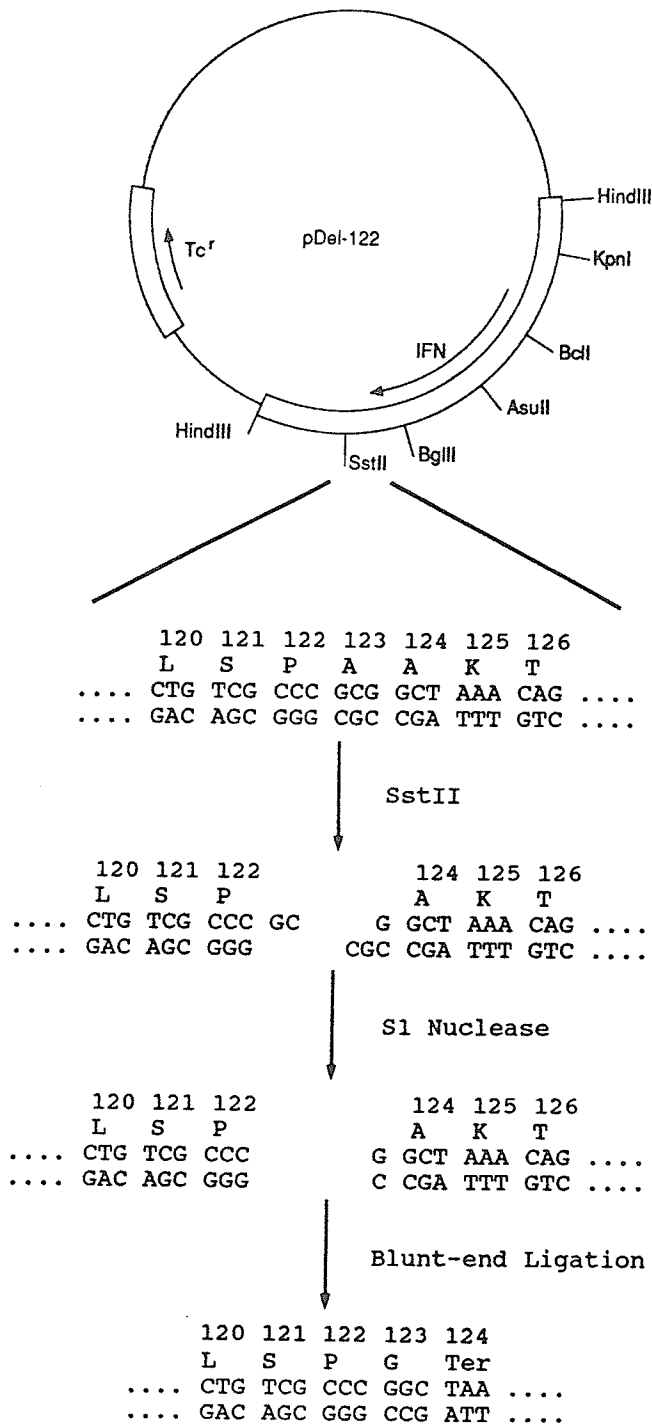 HindIII
KpnI
pDel-122
Tcʳ
IFN
BclI
AsuII
HindIII
BglII
SstII
120 121 122 123 124 125 126
L S P A A K T
.... CTG TCG CCC GCG GCT AAA CAG ....
.... GAC AGC GGG CGC CGA TTT GTC ....
SstII
120 121 122 124 125 126
L S P A K T
.... CTG TCG CCC GC G GCT AAA CAG ....
.... GAC AGC GGG CGC CGA TTT GTC ....
S1 Nuclease
120 121 122 124 125 126
L S P A K T
.... CTG TCG CCC G GCT AAA CAG ....
.... GAC AGC GGG C CGA TTT GTC ....
Blunt-end Ligation
120 121 122 123 124
L S P G Ter
.... CTG TCG CCC GGC TAA ....
.... GAC AGC GGG CCG ATT ....